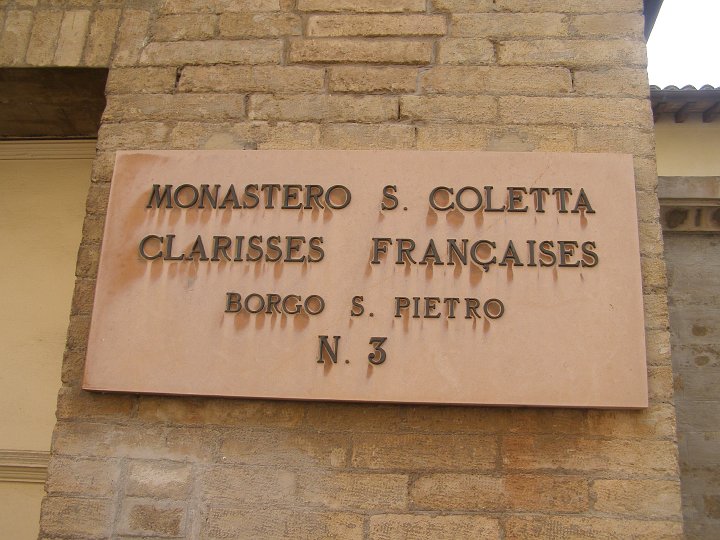 MONASTERO S. COLETTA
CLARISSES FRANÇAISES
BORGO S. PIETRO
N. 3